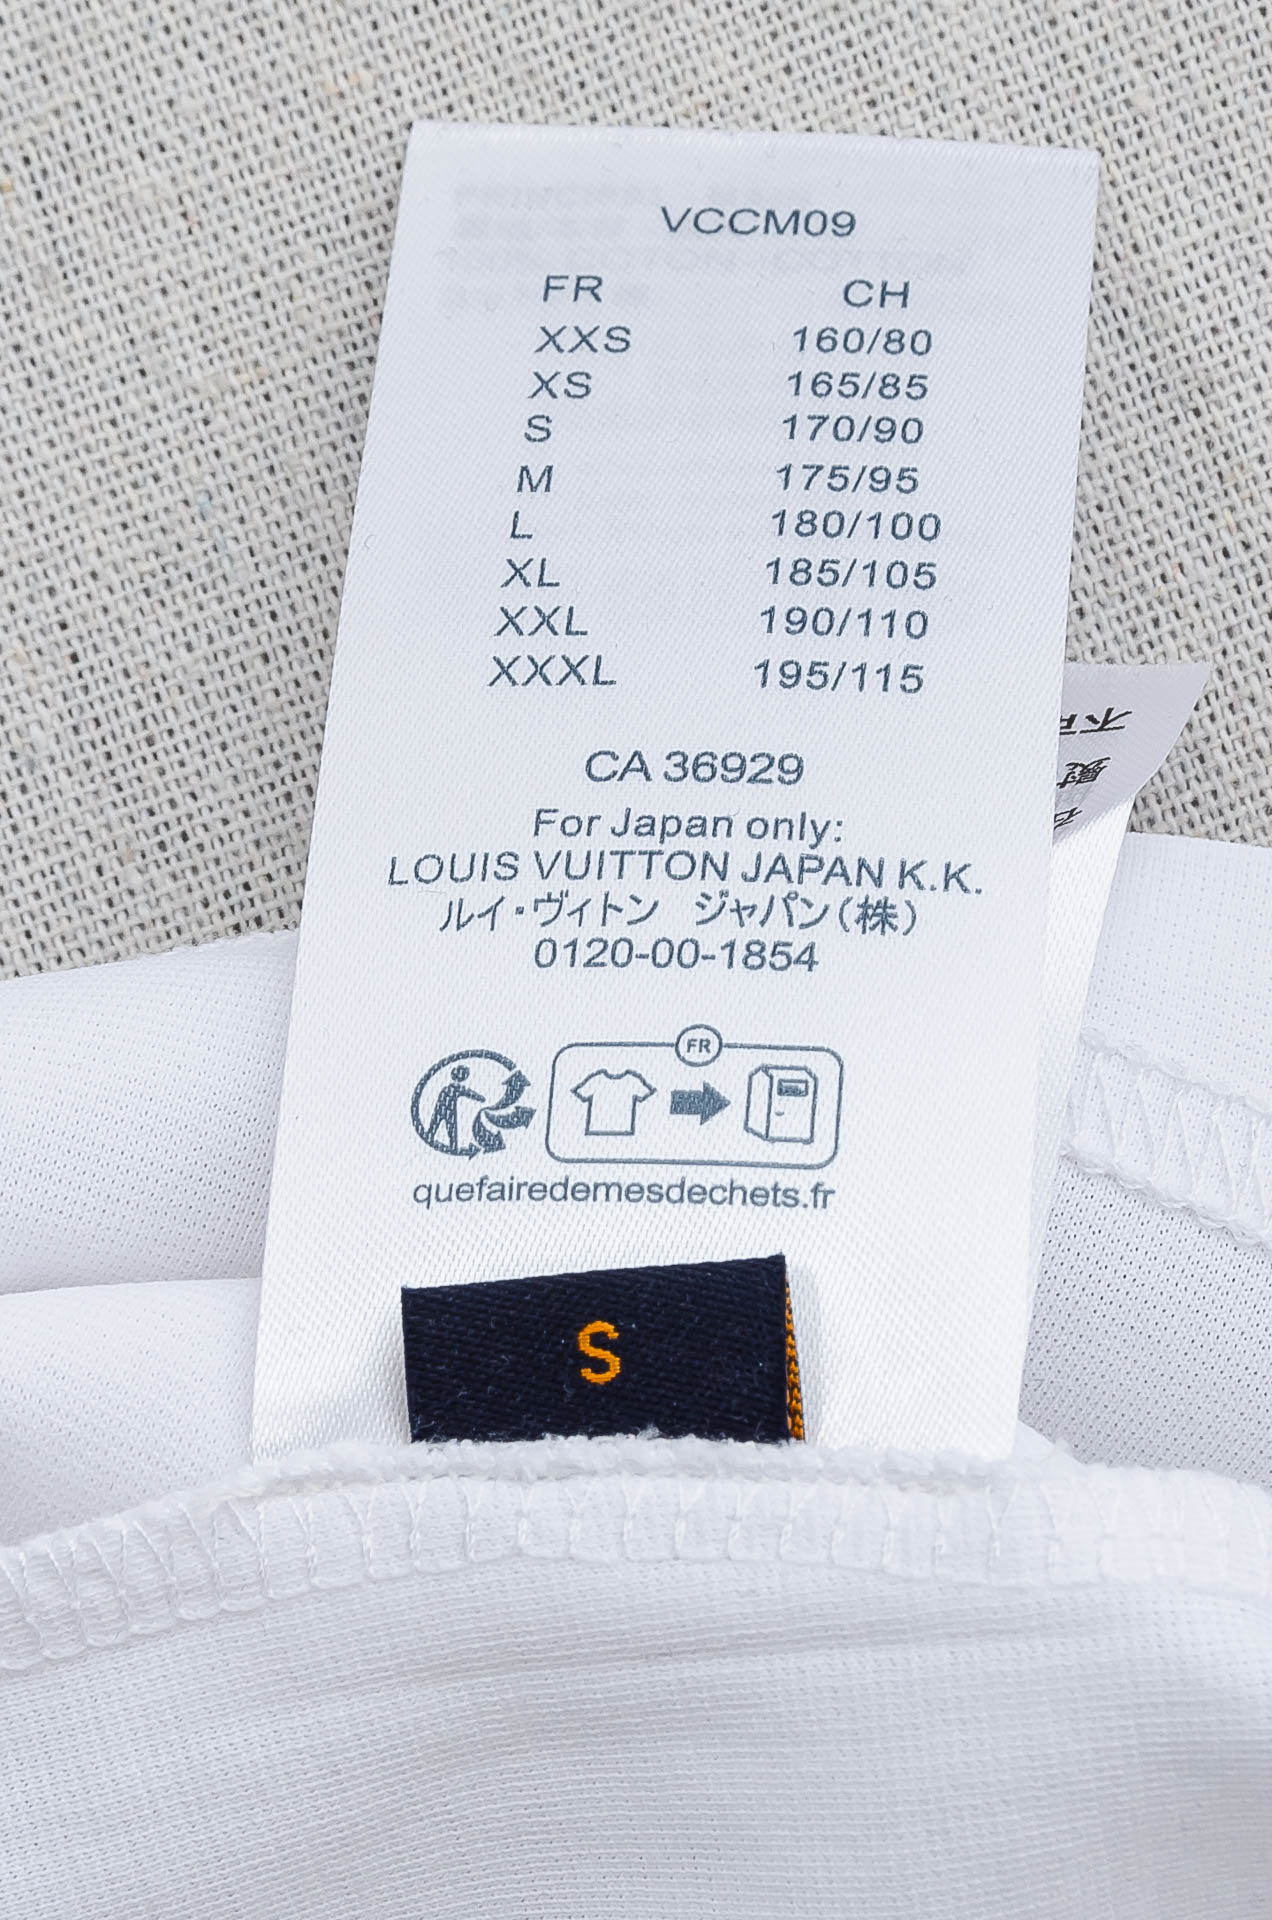 VCCM09
FR CH
XXS 160/80
XS 165/85
S 170/90
M 175/95
L 180/100
XL 185/105
XXL 190/110
XXXL 195/115
CA 36929
For Japan only:
LOUIS VUITTON JAPAN K.K.
ルイ・ヴィトン ジャパン(株)
0120-00-1854
FR
quefairedemesdechets.fr
S